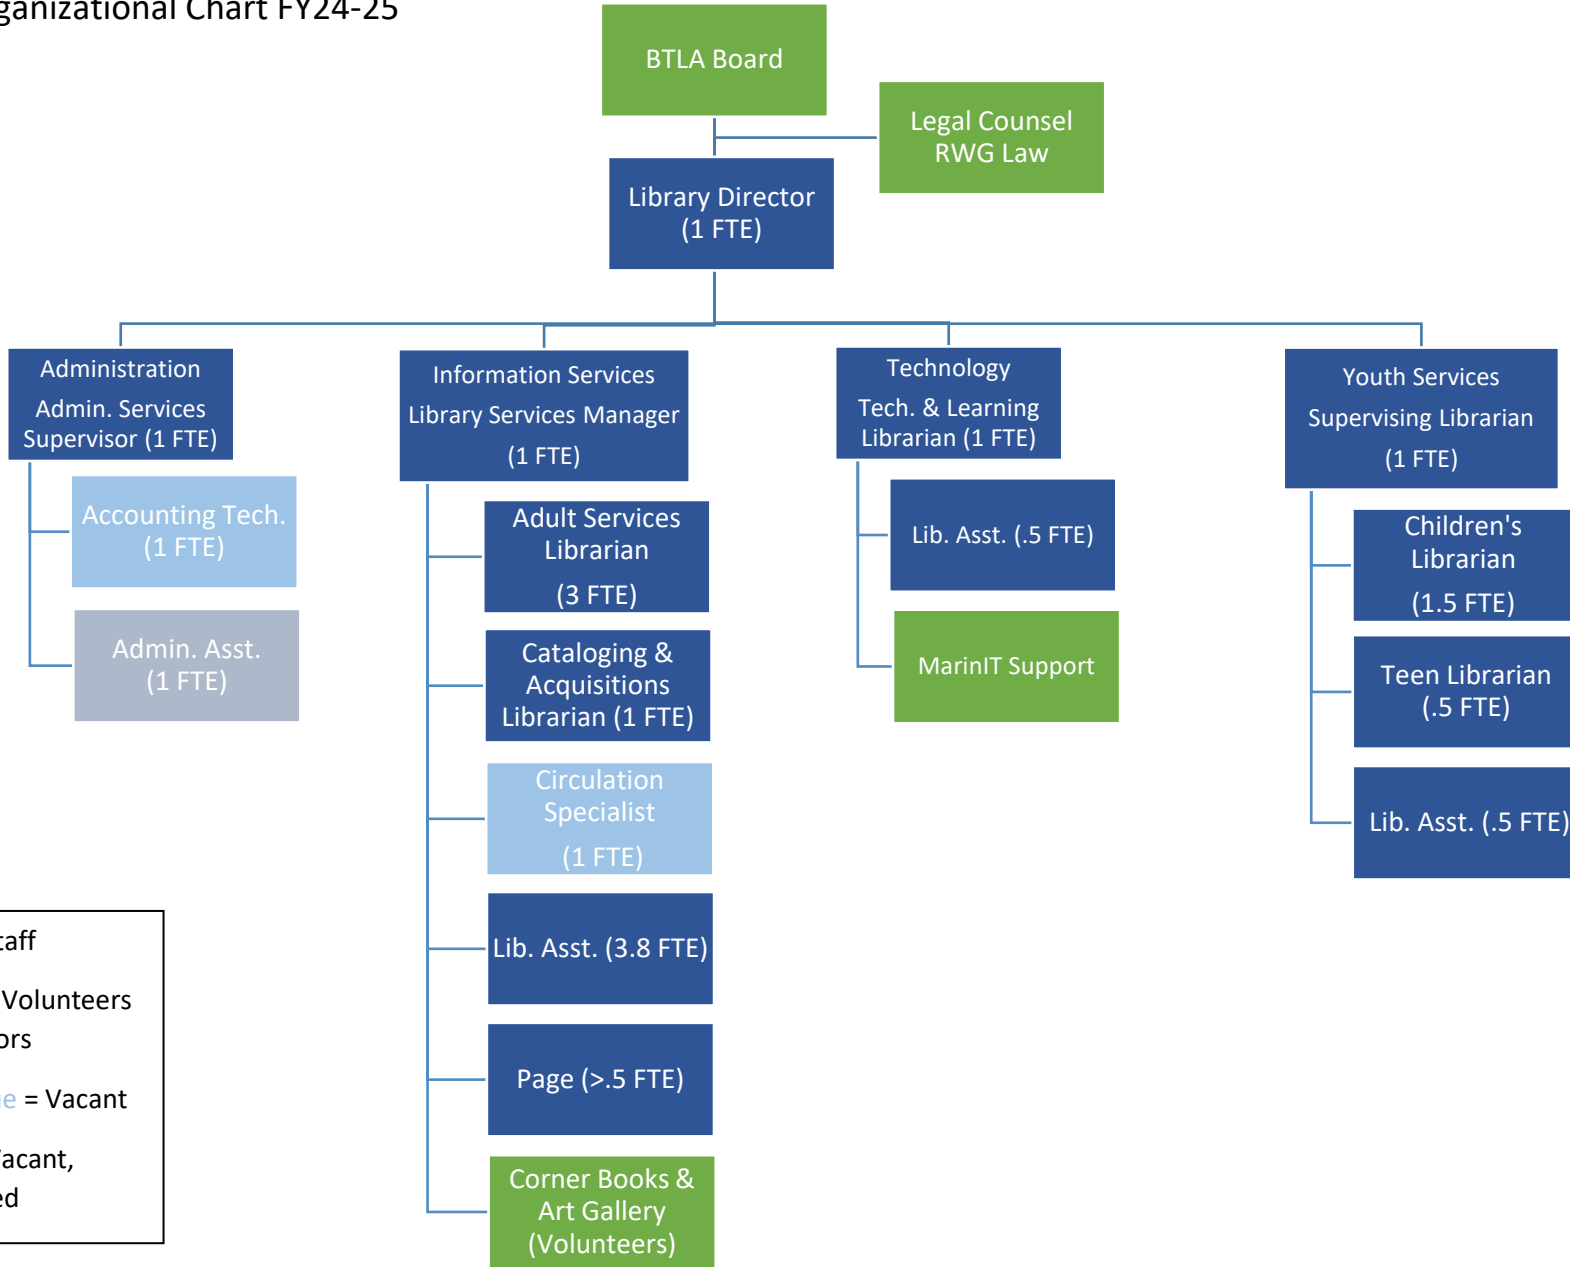 ganizational Chart FY24-25
BTLA Board
Legal Counsel
RWG Law
Library Director
(1 FTE)
Administration
Admin. Services
Supervisor (1 FTE)
Accounting Tech.
(1 FTE)
Admin. Asst.
(1 FTE)
Information Services
Library Services Manager
(1 FTE)
Adult Services
Librarian
(3 FTE)
Cataloging &
Acquisitions
Librarian (1 FTE)
Circulation
Specialist
(1 FTE)
Lib. Asst. (3.8 FTE)
Page (>.5 FTE)
Corner Books &
Art Gallery
(Volunteers)
Technology
Tech. & Learning
Librarian (1 FTE)
Lib. Asst. (.5 FTE)
MarinIT Support
Youth Services
Supervising Librarian
(1 FTE)
Children's
Librarian
(1.5 FTE)
Teen Librarian
(.5 FTE)
Lib. Asst. (.5 FTE)
taff
Volunteers
ors
e = Vacant
acant,
ed